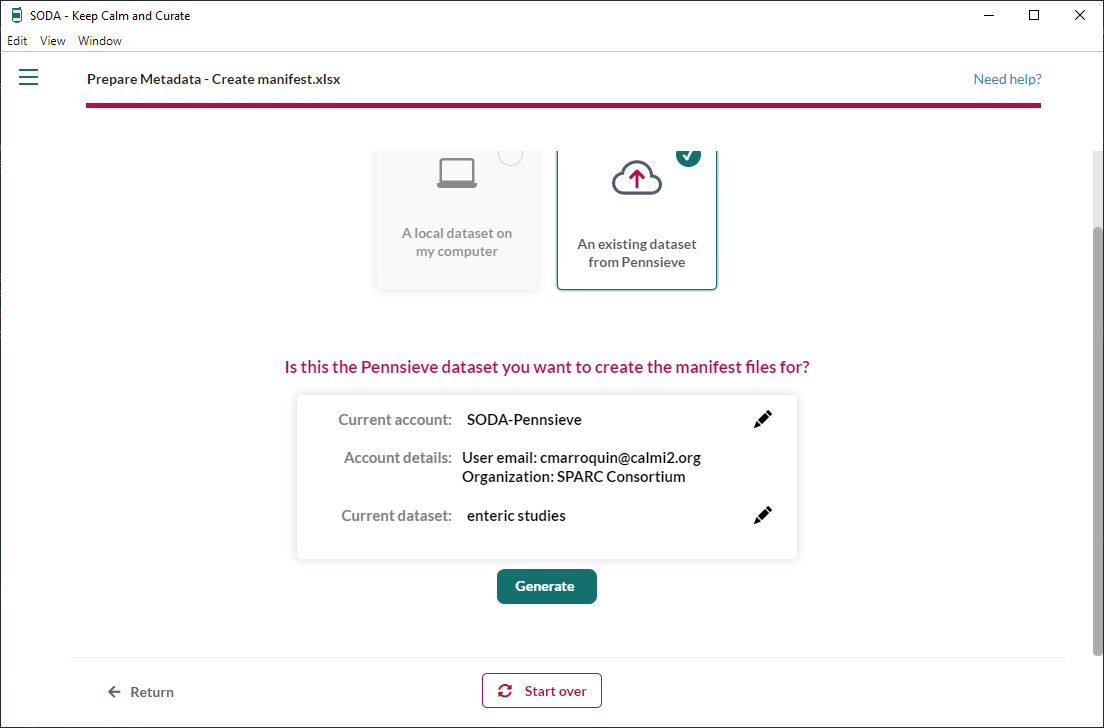 SODA - Keep Calm and Curate
Edit View Window
Prepare Metadata - Create manifest.xlsx
Need help?
A local dataset on
my computer
An existing dataset
from Pennsieve
Is this the Pennsieve dataset you want to create the manifest files for?
Current account: SODA-Pennsieve
Account details: User email: cmarroquin@calmi2.org
Organization: SPARC Consortium
Current dataset: enteric studies
Generate
Return
Start over